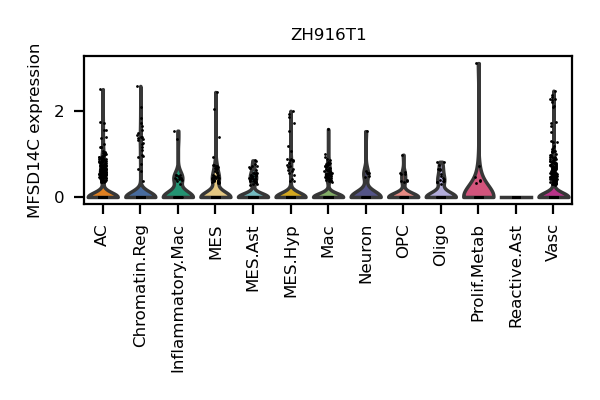 ZH916T1
MFSD14C expression
2
0
AC
Chromatin.Reg
Inflammatory.Mac
MES
MES.Ast
MES.Hyp
Mac
Neuron
OPC
Oligo
Prolif.Metab
Reactive.Ast
Vasc